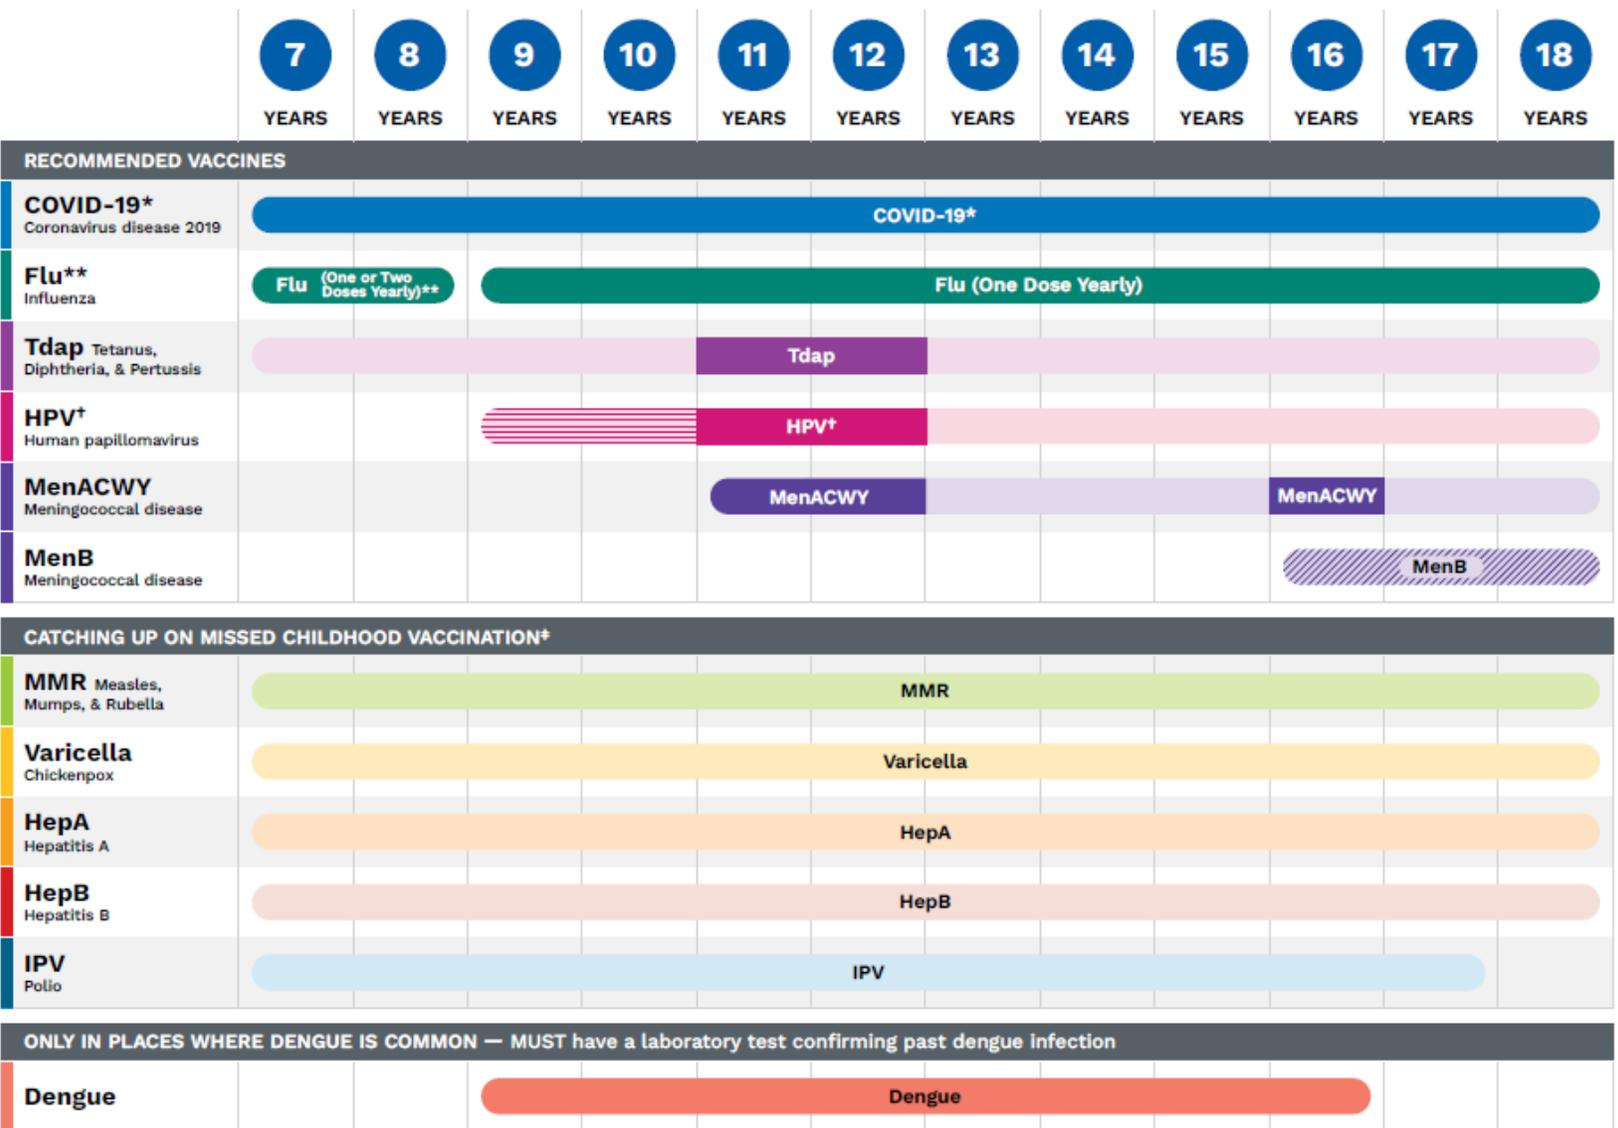 7 8 9 10 11 12 13 14 15 16 17 18
YEARS YEARS YEARS YEARS YEARS YEARS YEARS YEARS YEARS YEARS YEARS YEARS
RECOMMENDED VACCINES
COVID-19*
Coronavirus disease 2019
COVID-19*
Flu**
Influenza
Flu (One or Two
Doses Yearly)**
Flu (One Dose Yearly)
Tdap Tetanus,
Diphtheria, & Pertussis
Tdap
HPV†
Human papillomavirus
HPV†
MenACWY
Meningococcal disease
MenACWY
MenACWY
MenB
Meningococcal disease
MenB
CATCHING UP ON MISSED CHILDHOOD VACCINATION‡
MMR Measles,
Mumps, & Rubella
MMR
Varicella
Chickenpox
Varicella
HepA
Hepatitis A
HepA
HepB
Hepatitis B
HepB
IPV
Polio
IPV
ONLY IN PLACES WHERE DENGUE IS COMMON — MUST have a laboratory test confirming past dengue infection
Dengue
Dengue